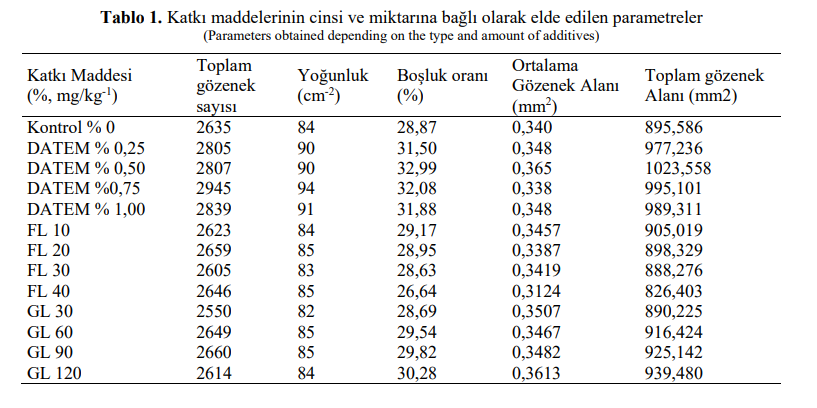 Tablo 1. Katkı maddelerinin cinsi ve miktarına bağlı olarak elde edilen parametreler
(Parameters obtained depending on the type and amount of additives)
Katkı Maddesi (%, mg/kg-¹) Toplam gözenek sayısı Yoğunluk (cm-²) Boşluk oranı (%) Ortalama Gözenek Alanı (mm²) Toplam gözenek Alanı (mm2)
Kontrol % 0 2635 84 28,87 0,340 895,586
DATEM % 0,25 2805 90 31,50 0,348 977,236
DATEM % 0,50 2807 90 32,99 0,365 1023,558
DATEM %0,75 2945 94 32,08 0,338 995,101
DATEM % 1,00 2839 91 31,88 0,348 989,311
FL 10 2623 84 29,17 0,3457 905,019
FL 20 2659 85 28,95 0,3387 898,329
FL 30 2605 83 28,63 0,3419 888,276
FL 40 2646 85 26,64 0,3124 826,403
GL 30 2550 82 28,69 0,3507 890,225
GL 60 2649 85 29,54 0,3467 916,424
GL 90 2660 85 29,82 0,3482 925,142
GL 120 2614 84 30,28 0,3613 939,480